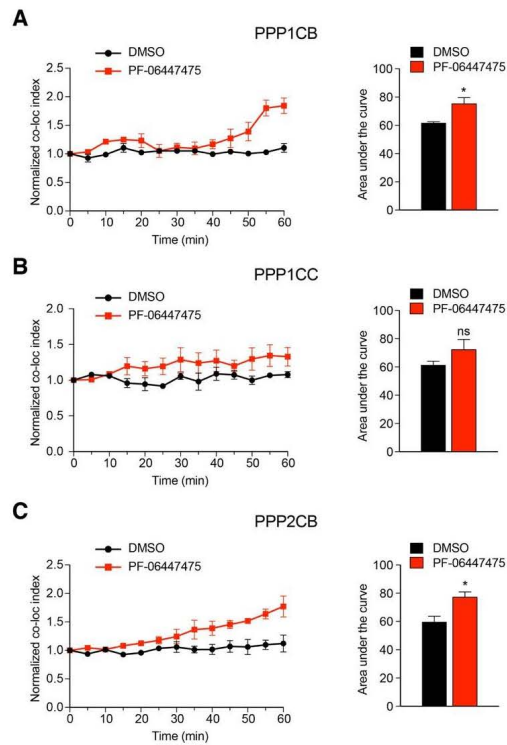 A
PPP1CB
DMSO
PF-06447475
Normalized co-loc index
2.5
2.0
1.5
1.0
0.5
0.0
0 10 20 30 40 50 60
Time (min)
DMSO
PF-06447475
Area under the curve
100
80
60
40
20
0
*
B
PPP1CC
DMSO
PF-06447475
Normalized co-loc index
2.0
1.5
1.0
0.5
0.0
0 10 20 30 40 50 60
Time (min)
DMSO
PF-06447475
Area under the curve
100
80
60
40
20
0
ns
C
PPP2CB
DMSO
PF-06447475
Normalized co-loc index
2.5
2.0
1.5
1.0
0.5
0.0
0 10 20 30 40 50 60
Time (min)
DMSO
PF-06447475
Area under the curve
100
80
60
40
20
0
*